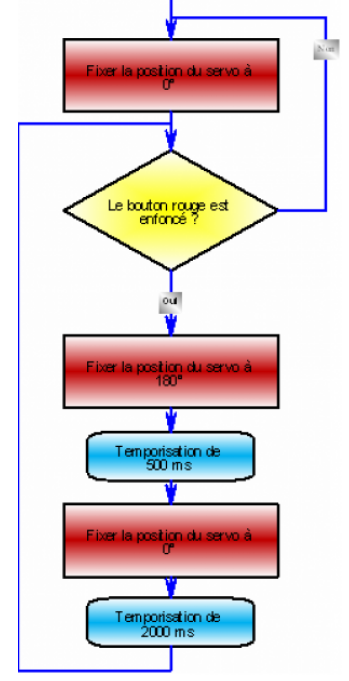 Non
Fixer la position du servo à
0°
Le bouton rouge est
enfoncé ?
oui
Fixer la position du servo à
180°
Temporisation de
500 ms
Fixer la position du servo à
0°
Temporisation de
2000 ms